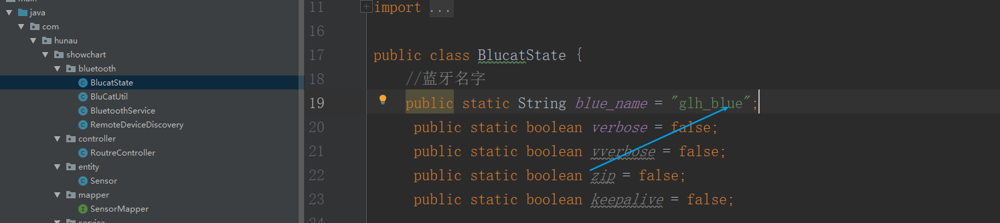 main
java
com
hunau
showchart
bluetooth
BlucatState
BluCatUtil
BluetoothService
RemoteDeviceDiscovery
controller
RoutreController
entity
Sensor
mapper
SensorMapper
service
11 import ...
16
17 public class BlucatState {
18 //蓝牙名字
19 public static String blue_name = "glh_blue";
20 public static boolean verbose = false;
21 public static boolean vverbose = false;
22 public static boolean zip = false;
23 public static boolean keepalive = false;
24